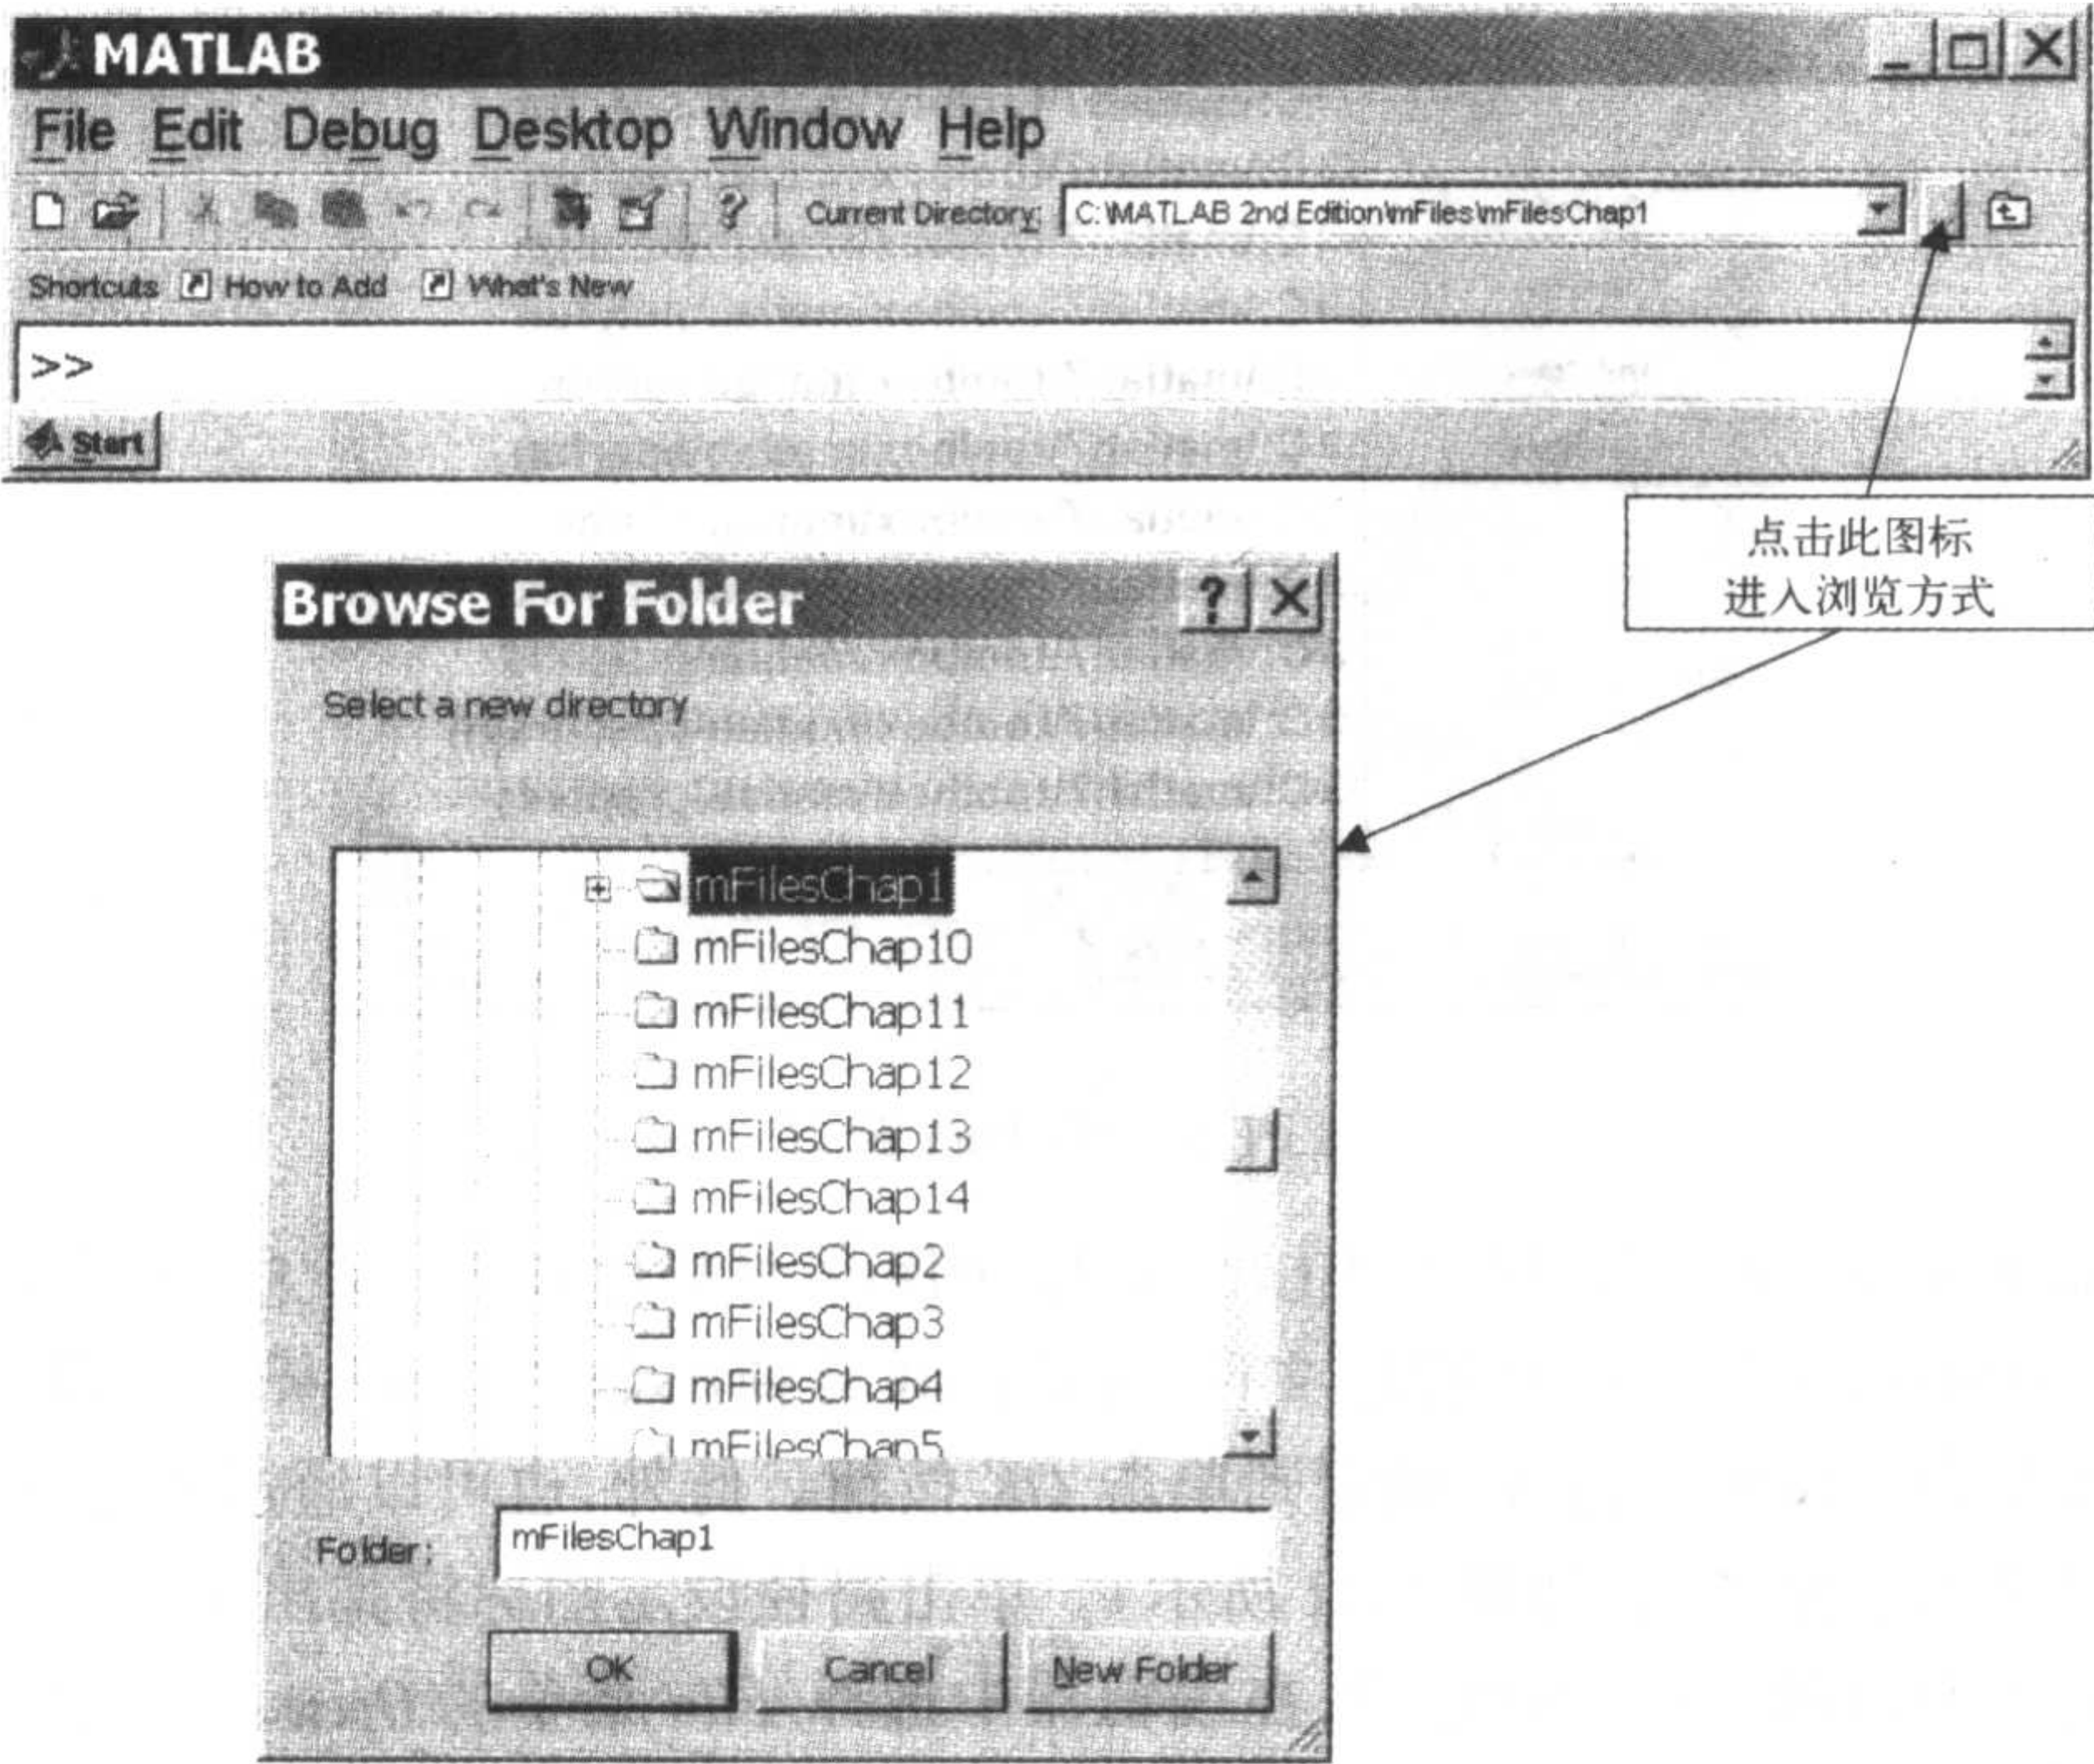 MATLAB
File Edit Debug Desktop Window Help
? Current Directory: C:\MATLAB 2nd Edition\mFiles\mFilesChap1
Shortcuts How to Add What's New
>>
Start
点击此图标
进入浏览方式
Browse For Folder
Select a new directory
mFilesChap1
mFilesChap10
mFilesChap11
mFilesChap12
mFilesChap13
mFilesChap14
mFilesChap2
mFilesChap3
mFilesChap4
mFilesChap5
Folder: mFilesChap1
OK Cancel New Folder